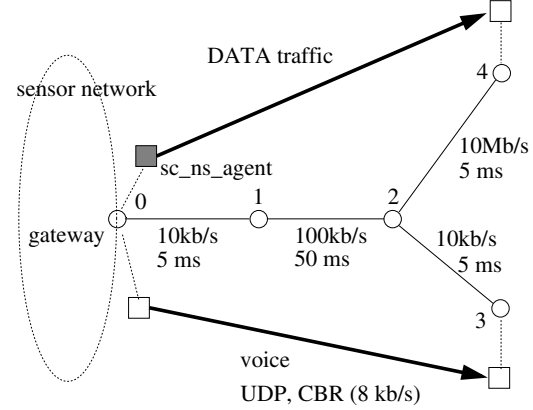 DATA traffic
4
sensor network
10Mb/s
5 ms
sc_ns_agent
0
1
2
gateway
10kb/s
5 ms
100kb/s
50 ms
10kb/s
5 ms
3
voice
UDP, CBR (8 kb/s)